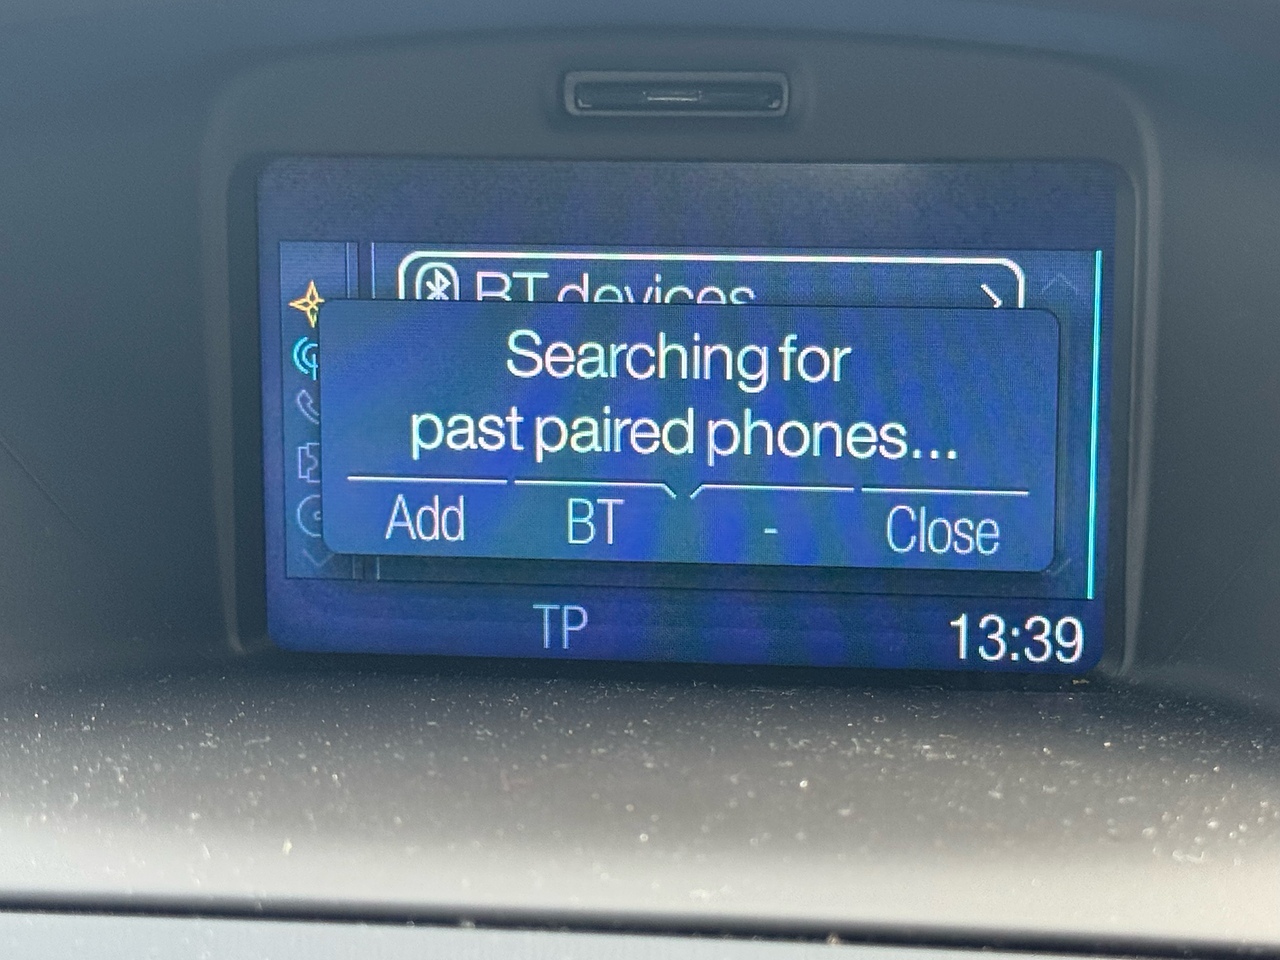 BT devices
Searching for
past paired phones...
Add BT - Close
TP 13:39